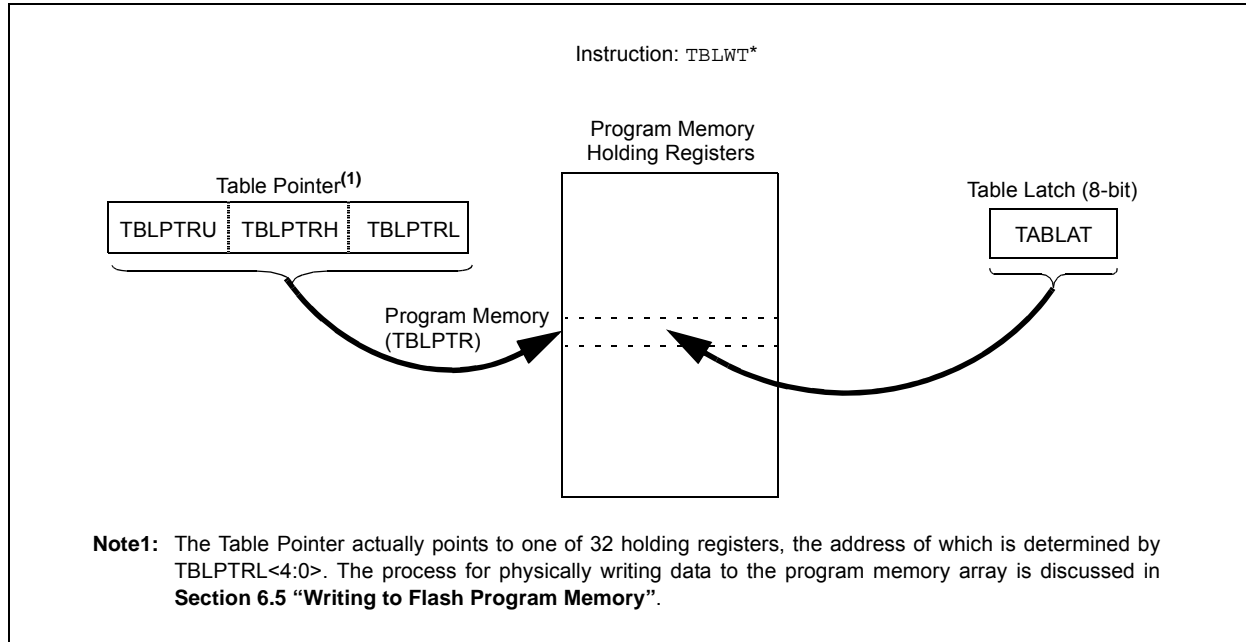 Instruction: TBLWT*
Program Memory
Holding Registers
Table Pointer(1)
Table Latch (8-bit)
TBLPTRU TBLPTRH TBLPTRL
TABLAT
Program Memory
(TBLPTR)
Note1: The Table Pointer actually points to one of 32 holding registers, the address of which is determined by
TBLPTRL<4:0>. The process for physically writing data to the program memory array is discussed in
Section 6.5 “Writing to Flash Program Memory”.